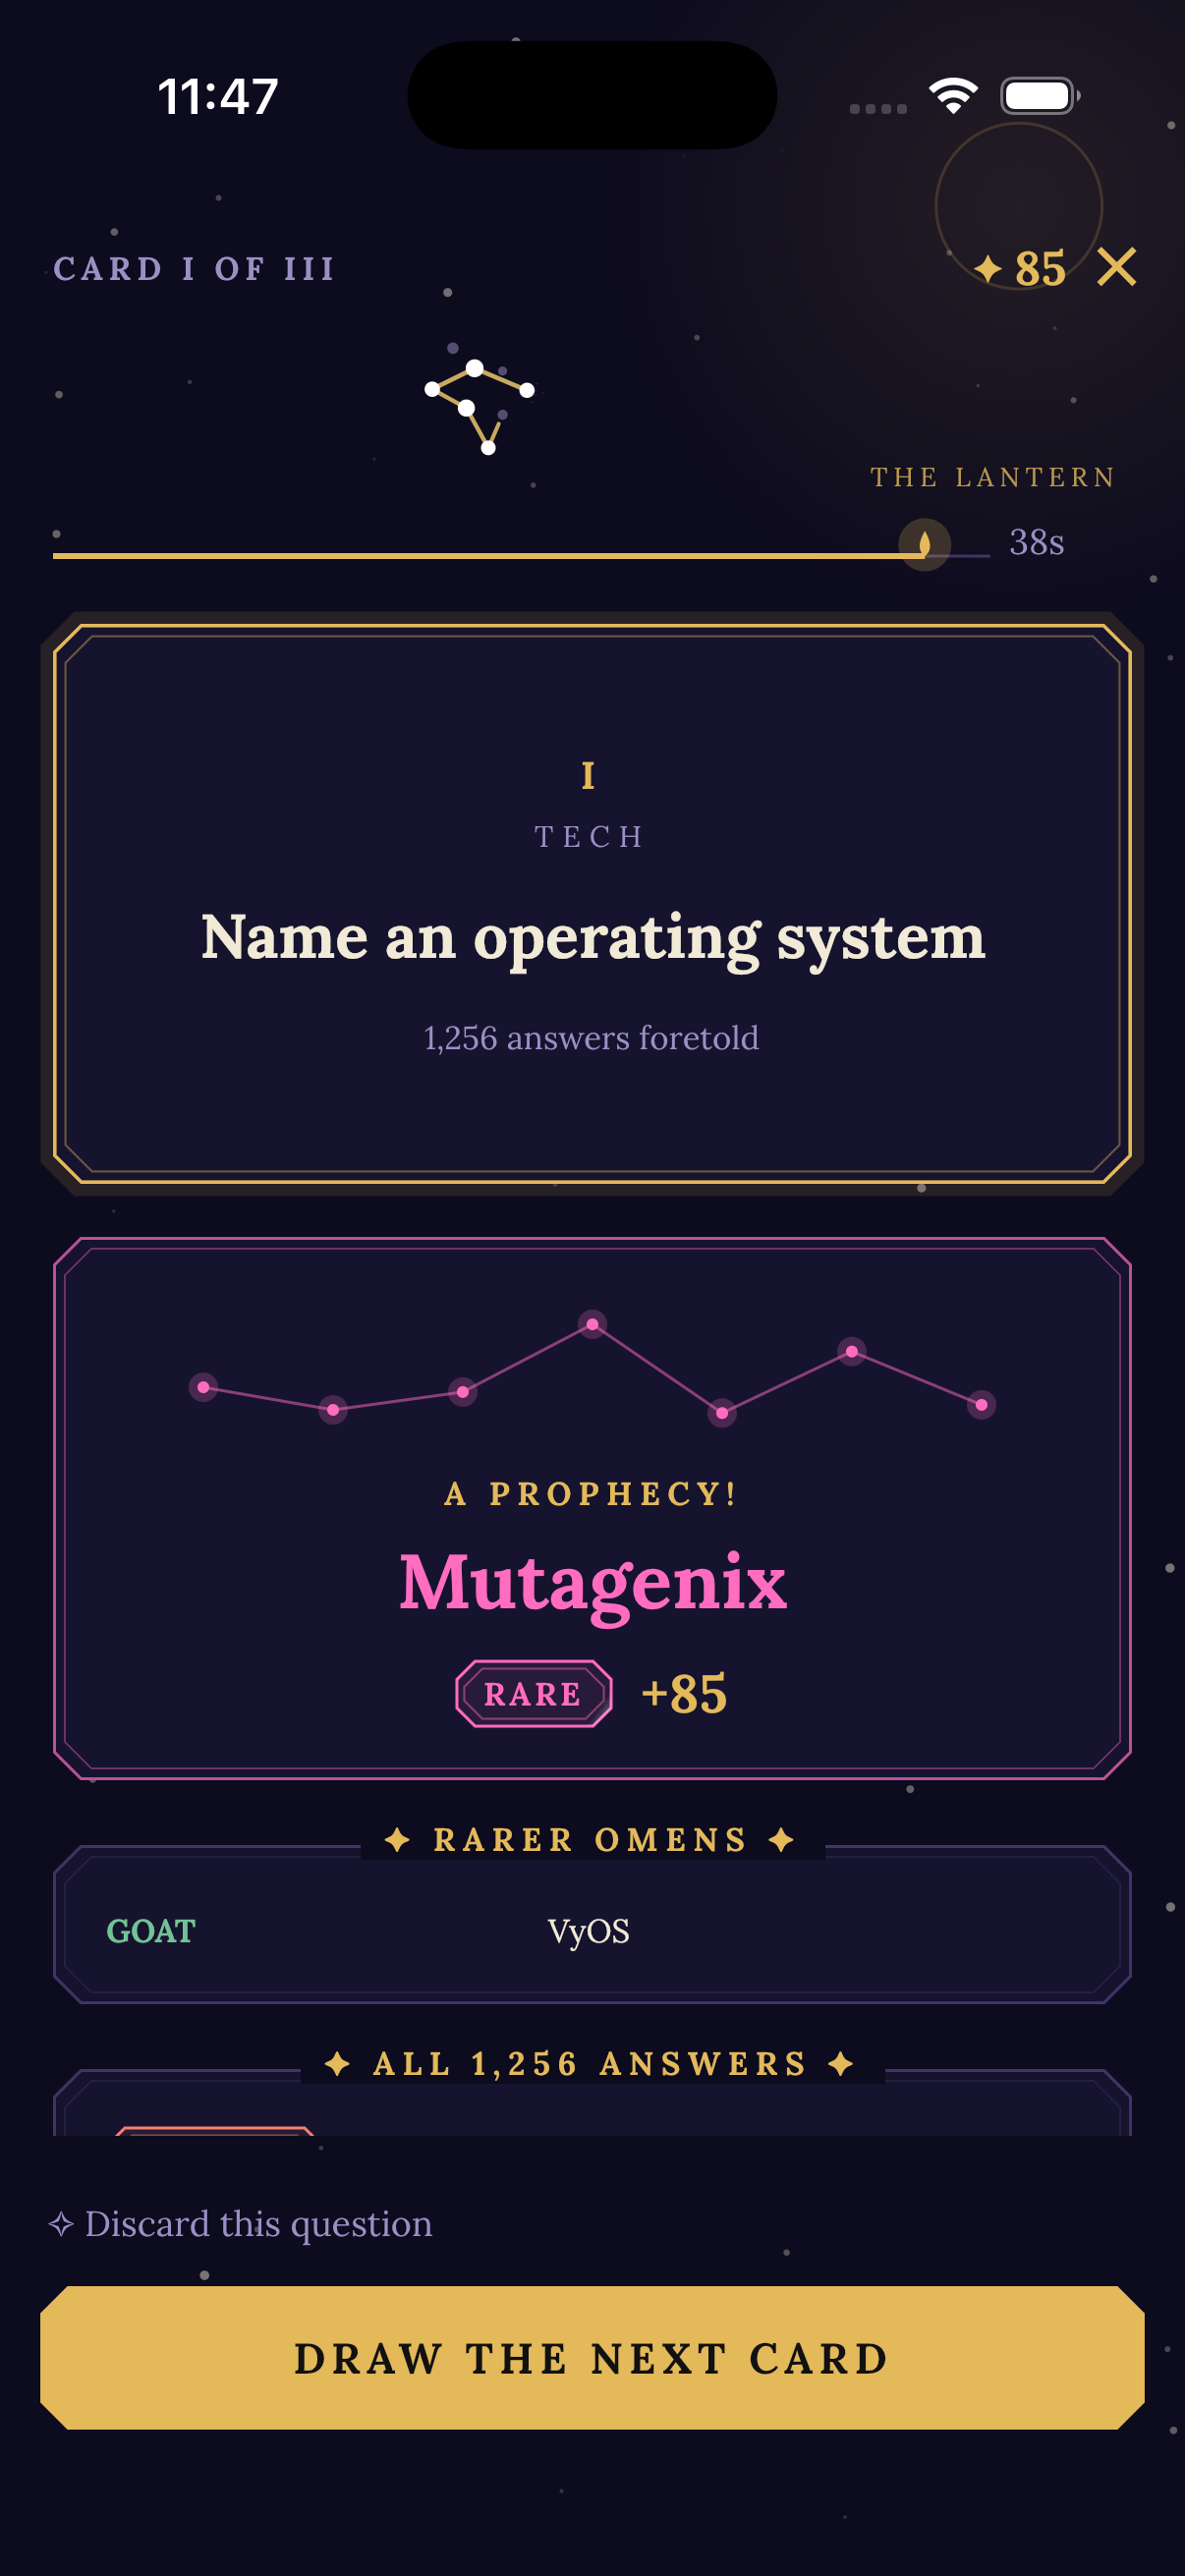 11:47
CARD I OF III
85
THE LANTERN
38s
I
TECH
Name an operating system
1,256 answers foretold
A PROPHECY!
Mutagenix
RARE +85
RARER OMENS
GOAT VyOS
ALL 1,256 ANSWERS
Discard this question
DRAW THE NEXT CARD